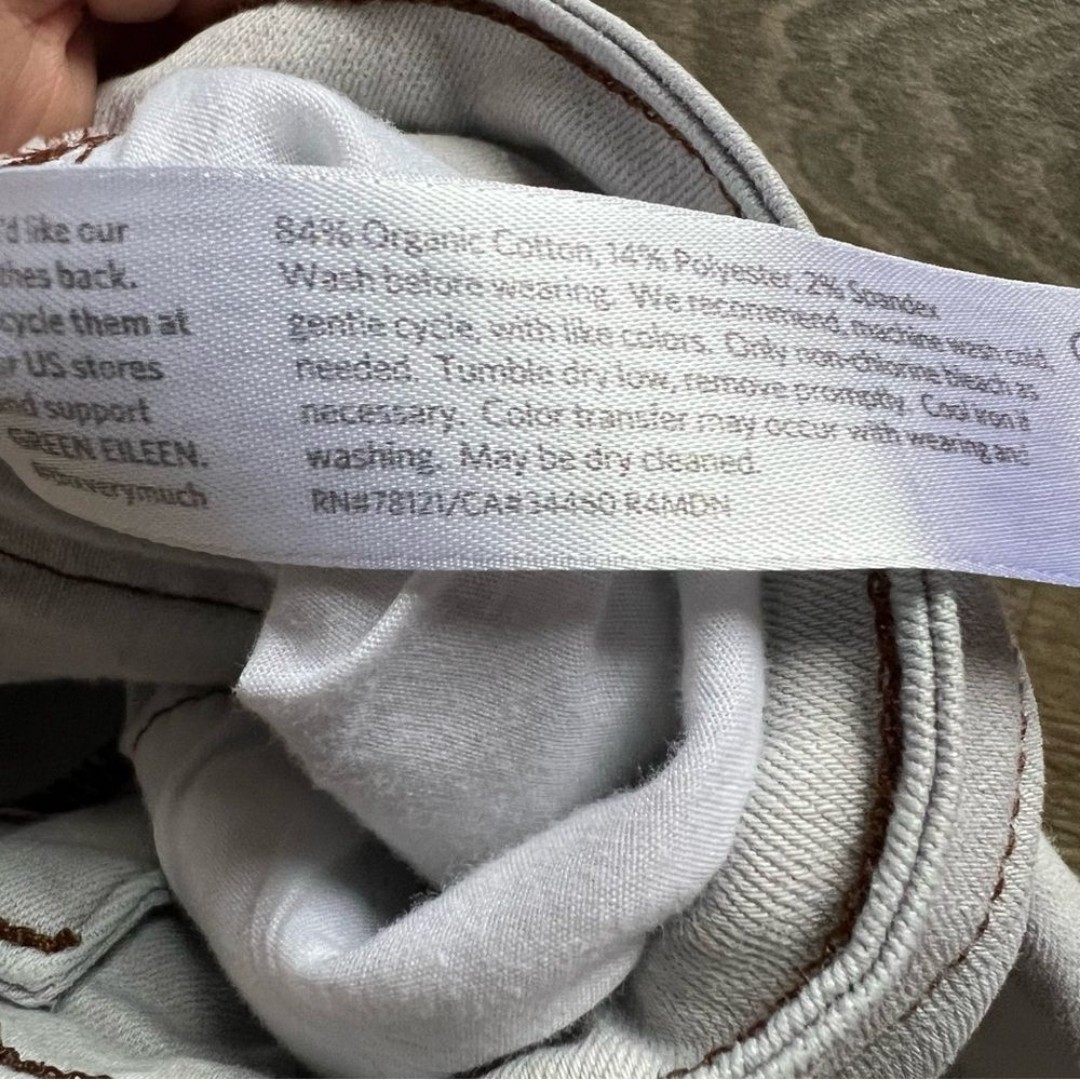 'd like our
thes back.
cycle them at
r US stores
and support
GREEN EILEEN.
84% Organic Cotton, 14% Polyester, 2% Spandex
Wash before wearing. We recommend, machine wash cold,
gentle cycle, with like colors. Only non-chlorine bleach as
needed. Tumble dry low, remove promptly. Cool iron if
necessary. Color transfer may occur with wearing and
washing. May be dry cleaned.
RN#78121/CA#34450 R4MDN